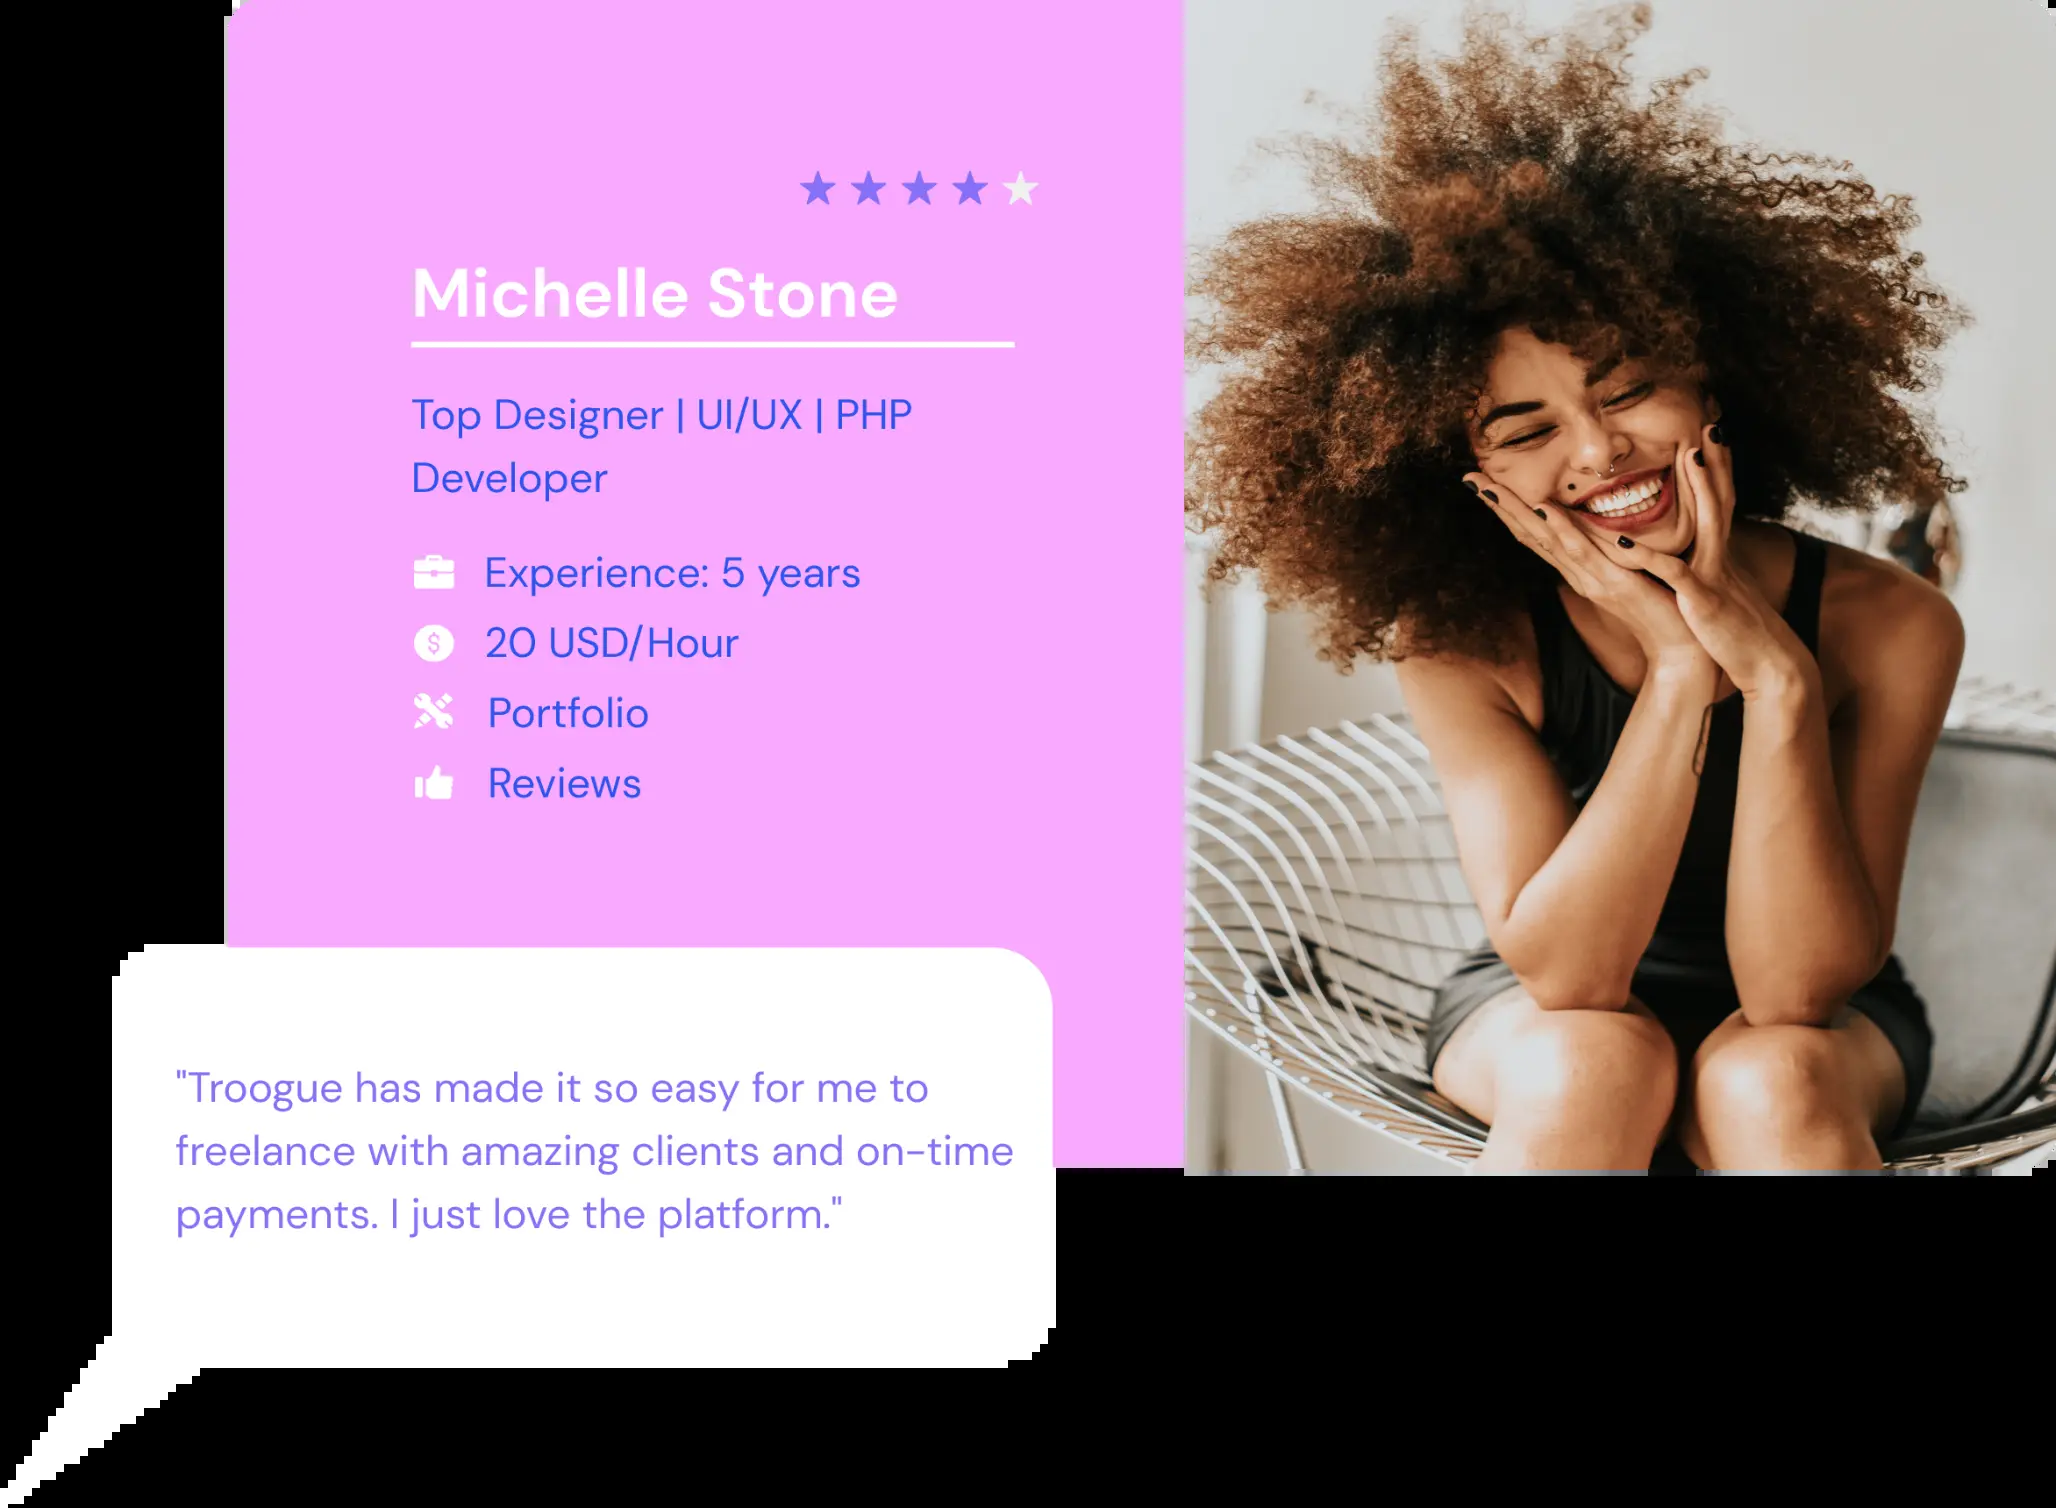 Michelle Stone
Top Designer | UI/UX | PHP
Developer
Experience: 5 years
$ 20 USD/Hour
Portfolio
Reviews
"Troogue has made it so easy for me to
freelance with amazing clients and on-time
payments. I just love the platform."